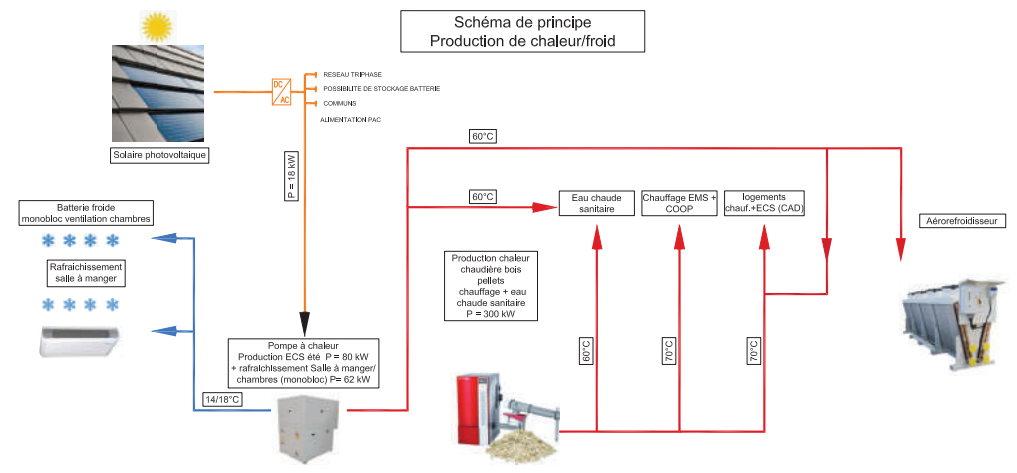 Schéma de principe
Production de chaleur/froid
DC
AC
RESEAU TRIPHASE
POSSIBILITE DE STOCKAGE BATTERIE
COMMUNS
ALIMENTATION PAC
Solaire photovoltaique
P = 18 kW
60°C
60°C
Batterie froide
monobloc ventilation chambres
Rafraichissement
salle à manger
Eau chaude
sanitaire
Chauffage EMS +
COOP
logements
chauf.+ECS (CAD)
Aérorefroidisseur
Production chaleur
chaudière bois
pellets
chauffage + eau
chaude sanitaire
P = 300 kW
Pompe à chaleur
Production ECS été P = 80 kW
+ rafraîchissement Salle à manger/
chambres (monobloc) P= 62 kW
60°C
70°C
70°C
14/18°C